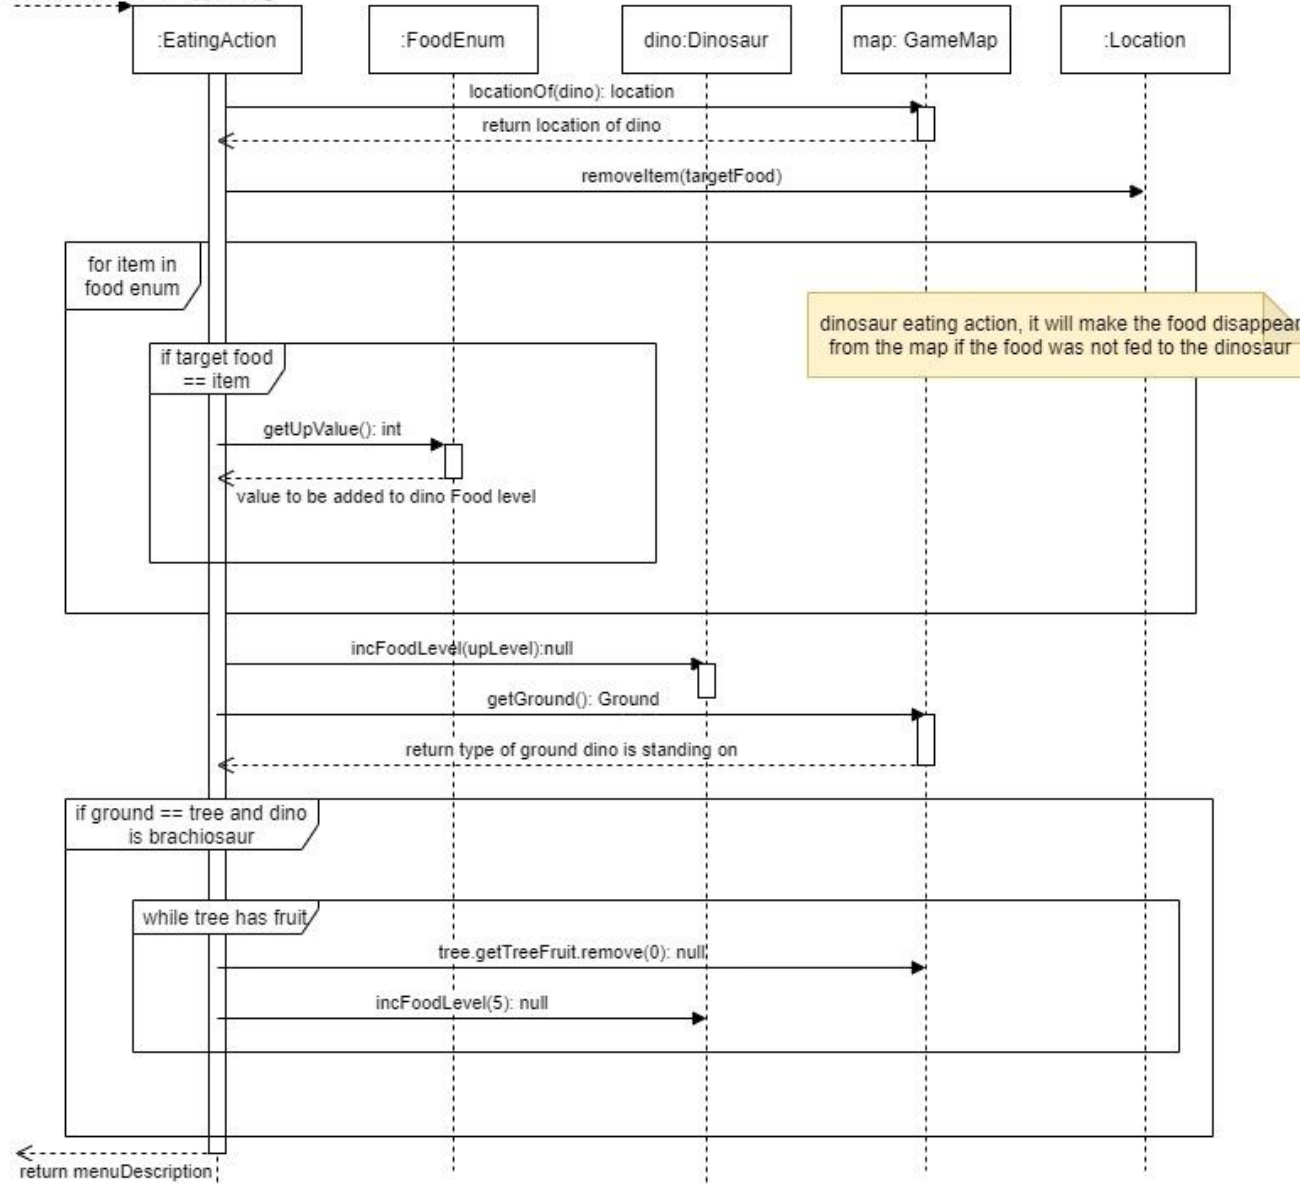 :EatingAction
:FoodEnum
dino:Dinosaur
map: GameMap
:Location
locationOf(dino): location
return location of dino
removeItem(targetFood)
for item in
food enum
dinosaur eating action, it will make the food disappear
from the map if the food was not fed to the dinosaur
if target food
== item
getUpValue(): int
value to be added to dino Food level
incFoodLevel(upLevel):null
getGround(): Ground
return type of ground dino is standing on
if ground == tree and dino
is brachiosaur
while tree has fruit
tree.getTreeFruit.remove(0): null
incFoodLevel(5): null
return menuDescription